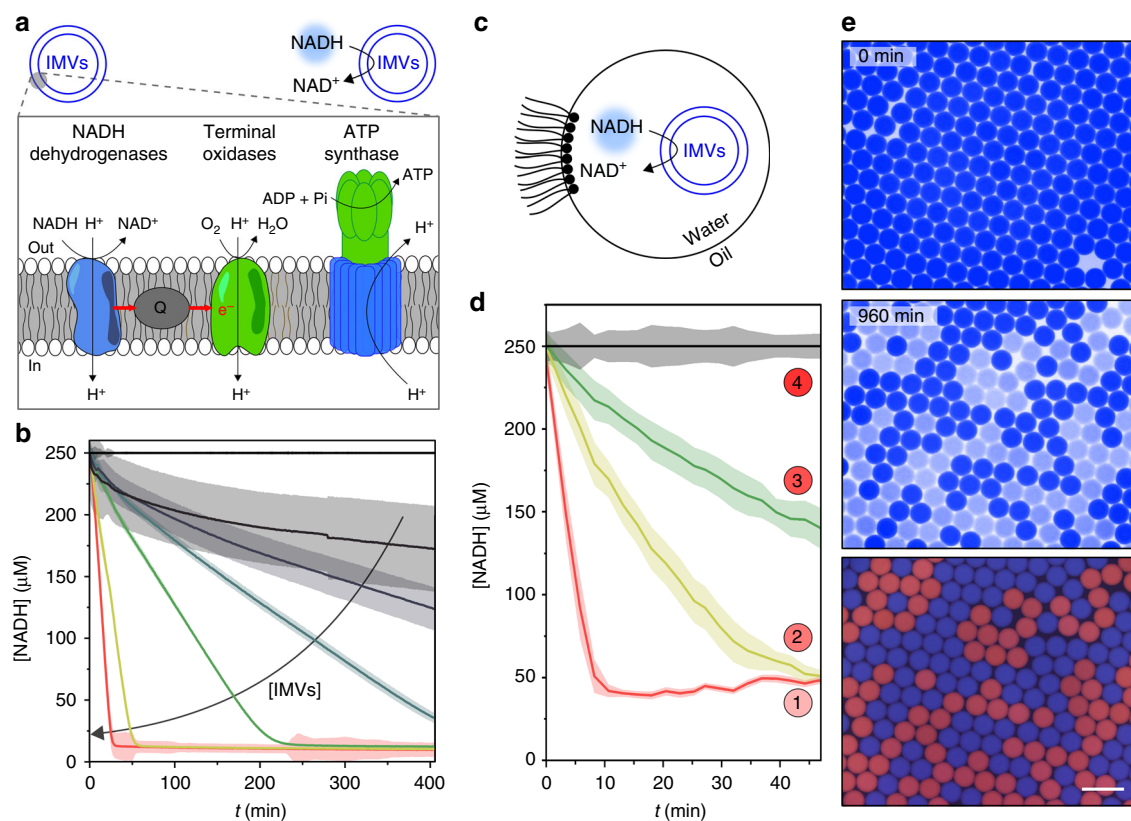 a
IMVs
NADH
NAD⁺
IMVs
NADH
dehydrogenases
Terminal
oxidases
ATP
synthase
ATP
ADP + Pi
NADH
H⁺
NAD⁺
O₂
H⁺
H₂O
H⁺
Out
Q
e⁻
In
H⁺
H⁺
H⁺
b
[NADH] (μM)
250
200
150
100
50
0
[IMVs]
0
100
200
300
400
t (min)
c
NADH
NAD⁺
IMVs
Water
Oil
d
[NADH] (μM)
250
200
150
100
50
0
4
3
2
1
0
10
20
30
40
t (min)
e
0 min
960 min